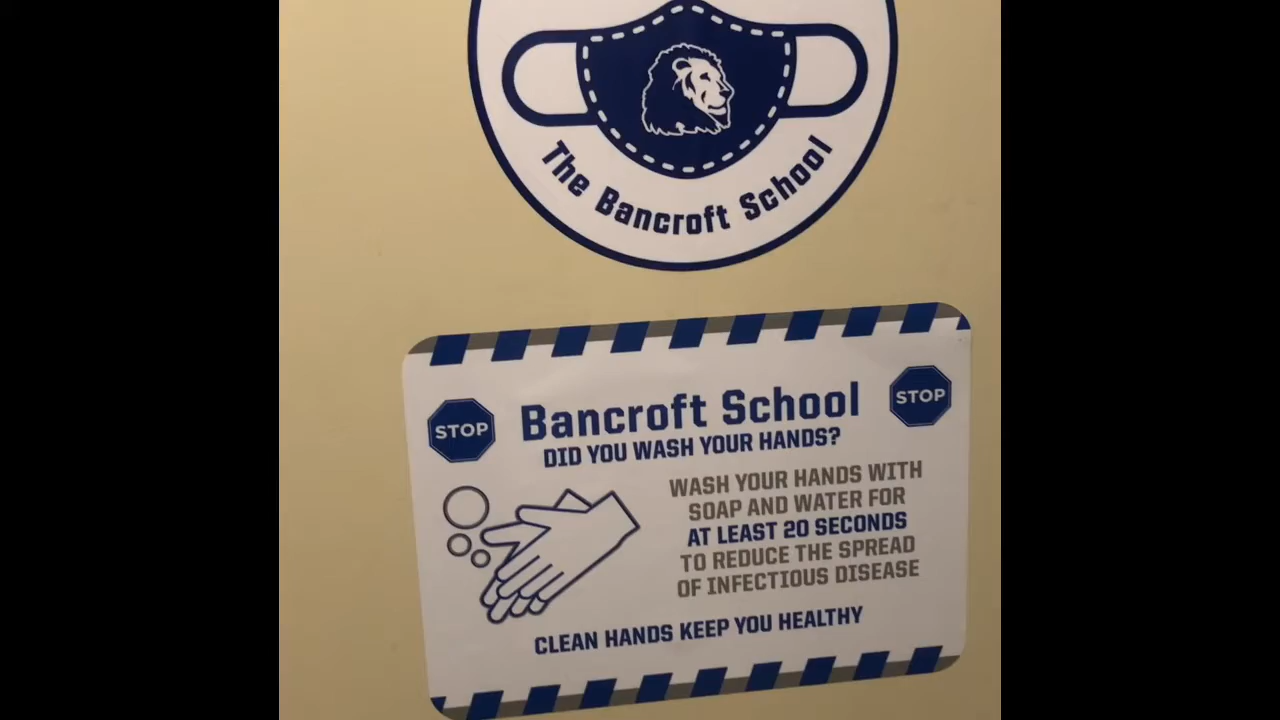 The Bancroft School
STOP
Bancroft School
STOP
DID YOU WASH YOUR HANDS?
WASH YOUR HANDS WITH
SOAP AND WATER FOR
AT LEAST 20 SECONDS
TO REDUCE THE SPREAD
OF INFECTIOUS DISEASE
CLEAN HANDS KEEP YOU HEALTHY